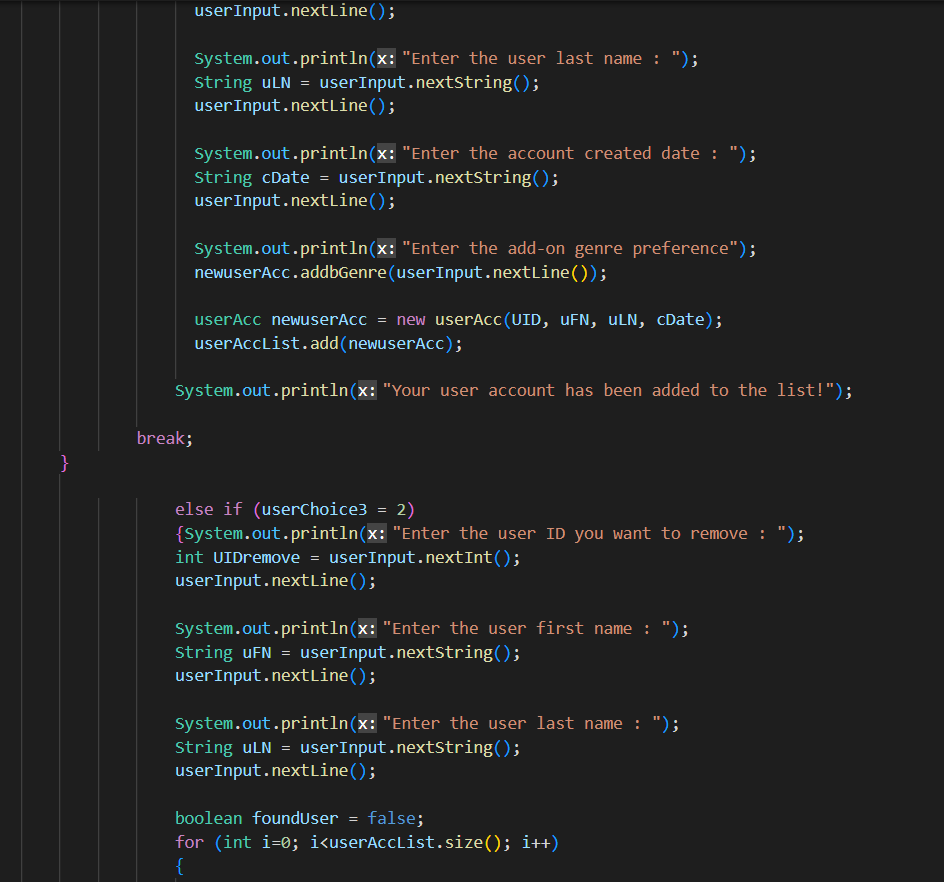 userInput.nextLine();
System.out.println(x: "Enter the user last name : ");
String uLN = userInput.nextString();
userInput.nextLine();
System.out.println(x: "Enter the account created date : ");
String cDate = userInput.nextString();
userInput.nextLine();
System.out.println(x: "Enter the add-on genre preference");
newuserAcc.addbGenre(userInput.nextLine());
userAcc newuserAcc = new userAcc(UID, uFN, uLN, cDate);
userAccList.add(newuserAcc);
System.out.println(x: "Your user account has been added to the list!");
break;
}
else if (userChoice3 = 2)
{System.out.println(x: "Enter the user ID you want to remove : ");
int UIDremove = userInput.nextInt();
userInput.nextLine();
System.out.println(x: "Enter the user first name : ");
String uFN = userInput.nextString();
userInput.nextLine();
System.out.println(x: "Enter the user last name : ");
String uLN = userInput.nextString();
userInput.nextLine();
boolean foundUser = false;
for (int i=0; i<userAccList.size(); i++)
{